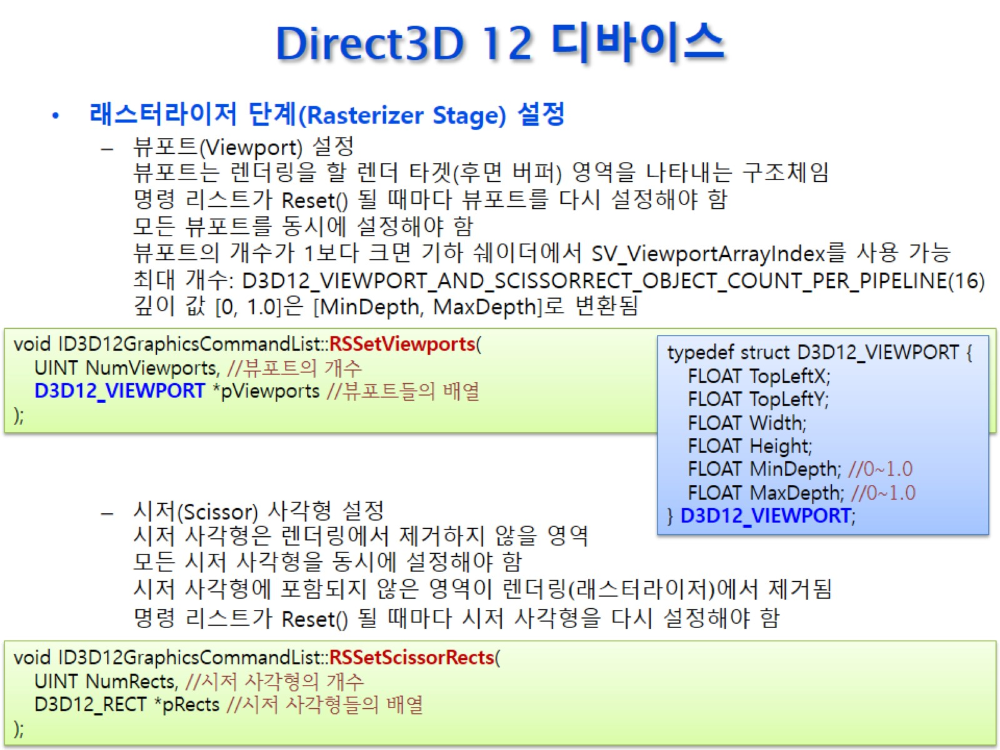 Direct3D 12 디바이스
• 래스터라이저 단계(Rasterizer Stage) 설정
– 뷰포트(Viewport) 설정
뷰포트는 렌더링을 할 렌더 타겟(후면 버퍼) 영역을 나타내는 구조체임
명령 리스트가 Reset() 될 때마다 뷰포트를 다시 설정해야 함
모든 뷰포트를 동시에 설정해야 함
뷰포트의 개수가 1보다 크면 기하 쉐이더에서 SV_ViewportArrayIndex를 사용 가능
최대 개수: D3D12_VIEWPORT_AND_SCISSORRECT_OBJECT_COUNT_PER_PIPELINE(16)
깊이 값 [0, 1.0]은 [MinDepth, MaxDepth]로 변환됨
void ID3D12GraphicsCommandList::RSSetViewports(
UINT NumViewports, //뷰포트의 개수
D3D12_VIEWPORT *pViewports //뷰포트들의 배열
);
typedef struct D3D12_VIEWPORT {
FLOAT TopLeftX;
FLOAT TopLeftY;
FLOAT Width;
FLOAT Height;
FLOAT MinDepth; //0~1.0
FLOAT MaxDepth; //0~1.0
} D3D12_VIEWPORT;
– 시저(Scissor) 사각형 설정
시저 사각형은 렌더링에서 제거하지 않을 영역
모든 시저 사각형을 동시에 설정해야 함
시저 사각형에 포함되지 않은 영역이 렌더링(래스터라이저)에서 제거됨
명령 리스트가 Reset() 될 때마다 시저 사각형을 다시 설정해야 함
void ID3D12GraphicsCommandList::RSSetScissorRects(
UINT NumRects, //시저 사각형의 개수
D3D12_RECT *pRects //시저 사각형들의 배열
);